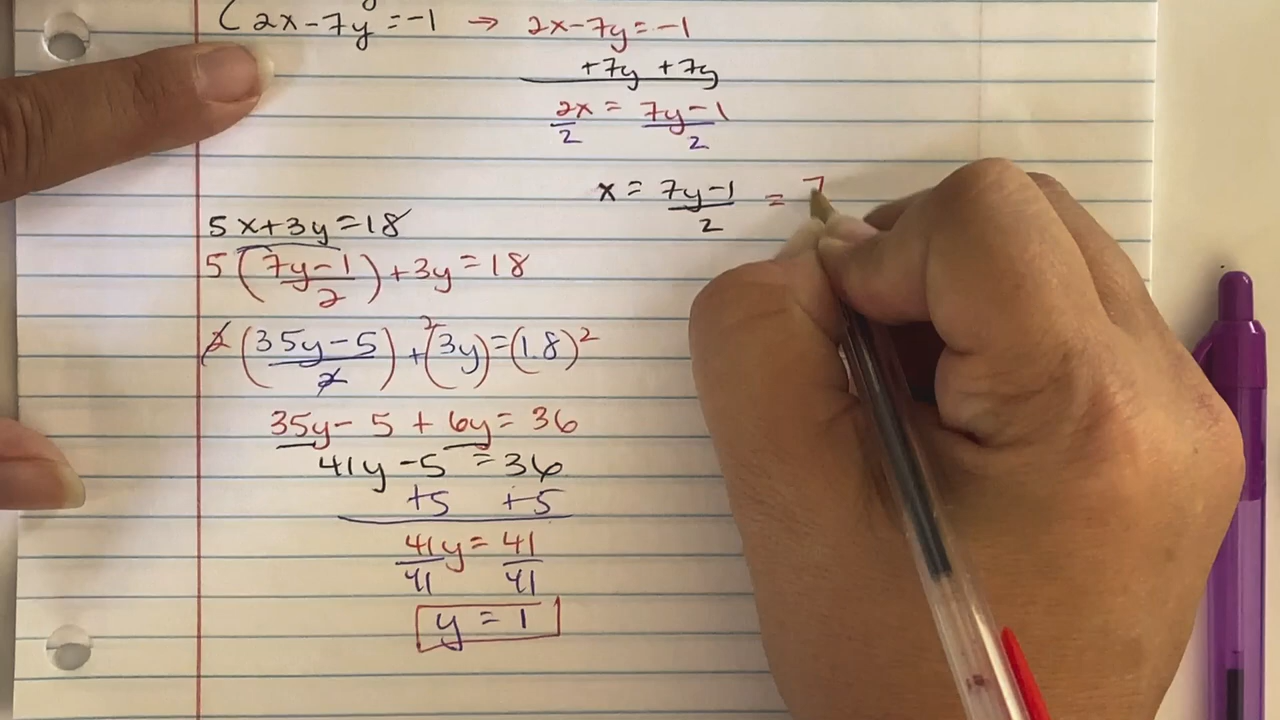 2x-7y=-1 → 2x-7y=-1
+7y +7y
2x = 7y-1
2 2
x = 7y-1 = 7
2
5x+3y=18
5(7y-1)+3y=18
2
2(35y-5)+2(3y)=(18)2
2
35y-5+6y=36
41y-5=36
+5 +5
41y=41
41 41
y=1